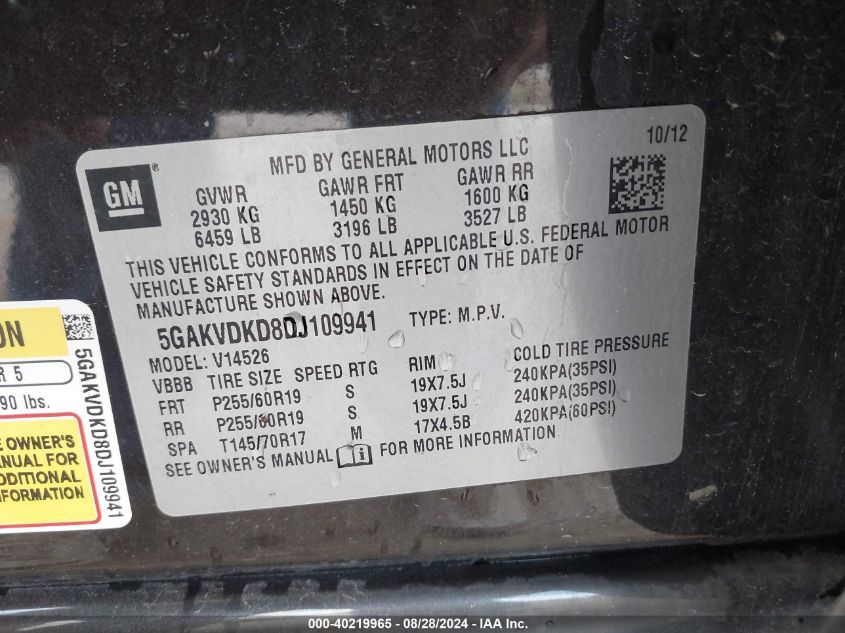 MFD BY GENERAL MOTORS LLC
10/12
GM
®
GVWR GAWR FRT GAWR RR
2930 KG 1450 KG 1600 KG
6459 LB 3196 LB 3527 LB
THIS VEHICLE CONFORMS TO ALL APPLICABLE U.S. FEDERAL MOTOR
VEHICLE SAFETY STANDARDS IN EFFECT ON THE DATE OF
MANUFACTURE SHOWN ABOVE.
5GAKVDKD8DJ109941 TYPE: M.P.V.
MODEL: V14526
VBBB TIRE SIZE SPEED RTG RIM COLD TIRE PRESSURE
FRT P255/60R19 S 19X7.5J 240KPA(35PSI)
RR P255/60R19 S 19X7.5J 240KPA(35PSI)
SPA T145/70R17 M 17X4.5B 420KPA(60PSI)
SEE OWNER'S MANUAL i FOR MORE INFORMATION
ON
R 5
90 lbs.
E OWNER'S
ANUAL FOR
DDITIONAL
NFORMATION
5GAKVDKD8DJ109941
000-40219965 - 08/28/2024 - IAA Inc.